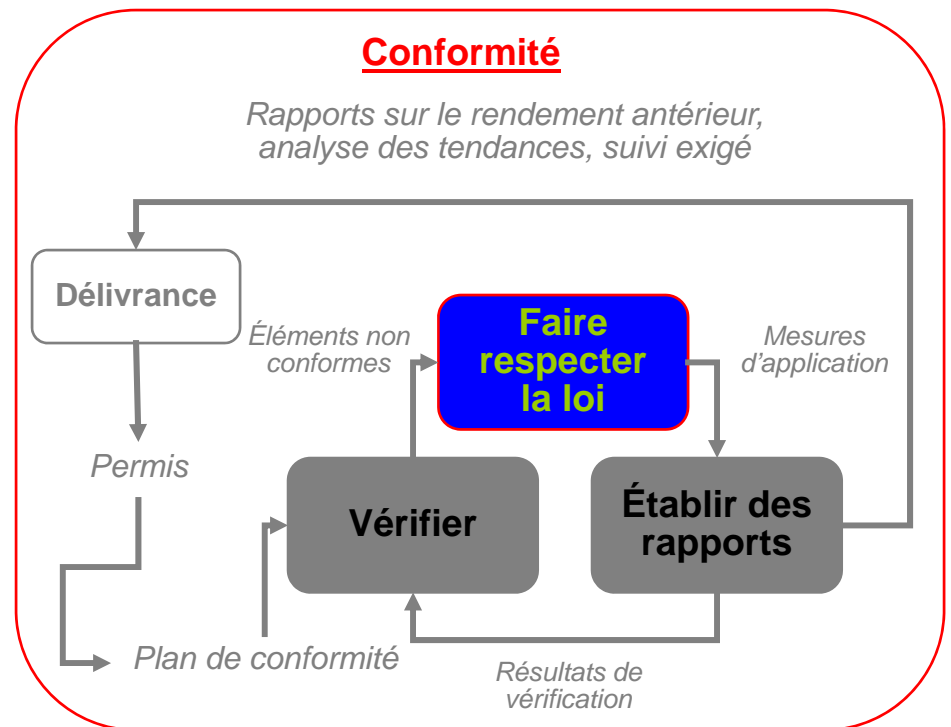 Conformité
Rapports sur le rendement antérieur,
analyse des tendances, suivi exigé
Délivrance
Éléments non
conformes
Faire
respecter
la loi
Mesures
d’application
Permis
Vérifier
Établir des
rapports
Plan de conformité
Résultats de
vérification